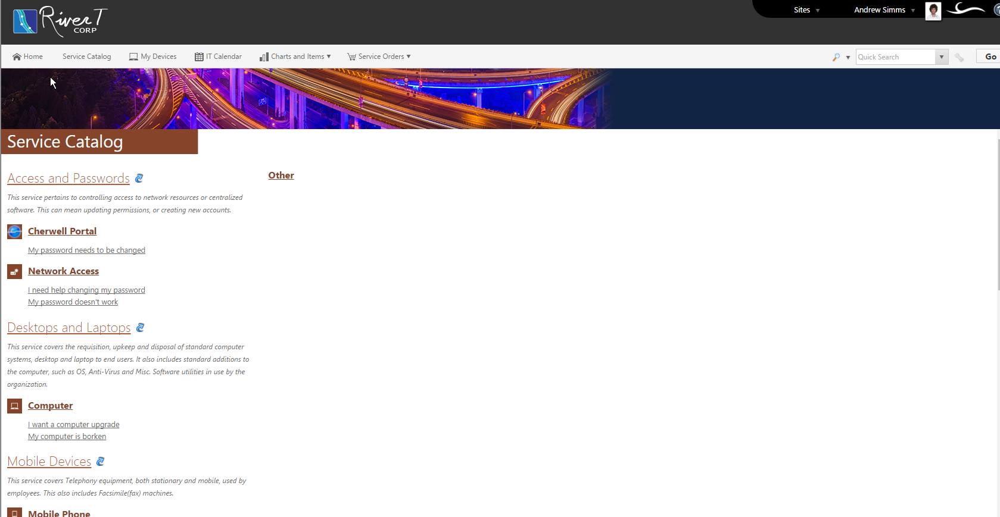 River T
CORP
Sites
Andrew Simms
Home
Service Catalog
My Devices
IT Calendar
Charts and Items
Service Orders
Quick Search
Go
Service Catalog
Access and Passwords
This service pertains to controlling access to network resources or centralized
software. This can mean updating permissions, or creating new accounts.
Cherwell Portal
My password needs to be changed
Network Access
I need help changing my password
My password doesn't work
Desktops and Laptops
This service covers the requisition, upkeep and disposal of standard computer
systems, desktop and laptop to end users. It also includes standard additions to
the computer, such as OS, Anti-Virus and Misc. Software utilities in use by the
organization.
Computer
I want a computer upgrade
My computer is borken
Mobile Devices
This service covers Telephony equipment, both stationary and mobile, used by
employees. This also includes Facsimile(fax) machines.
Mobile Phone
Other